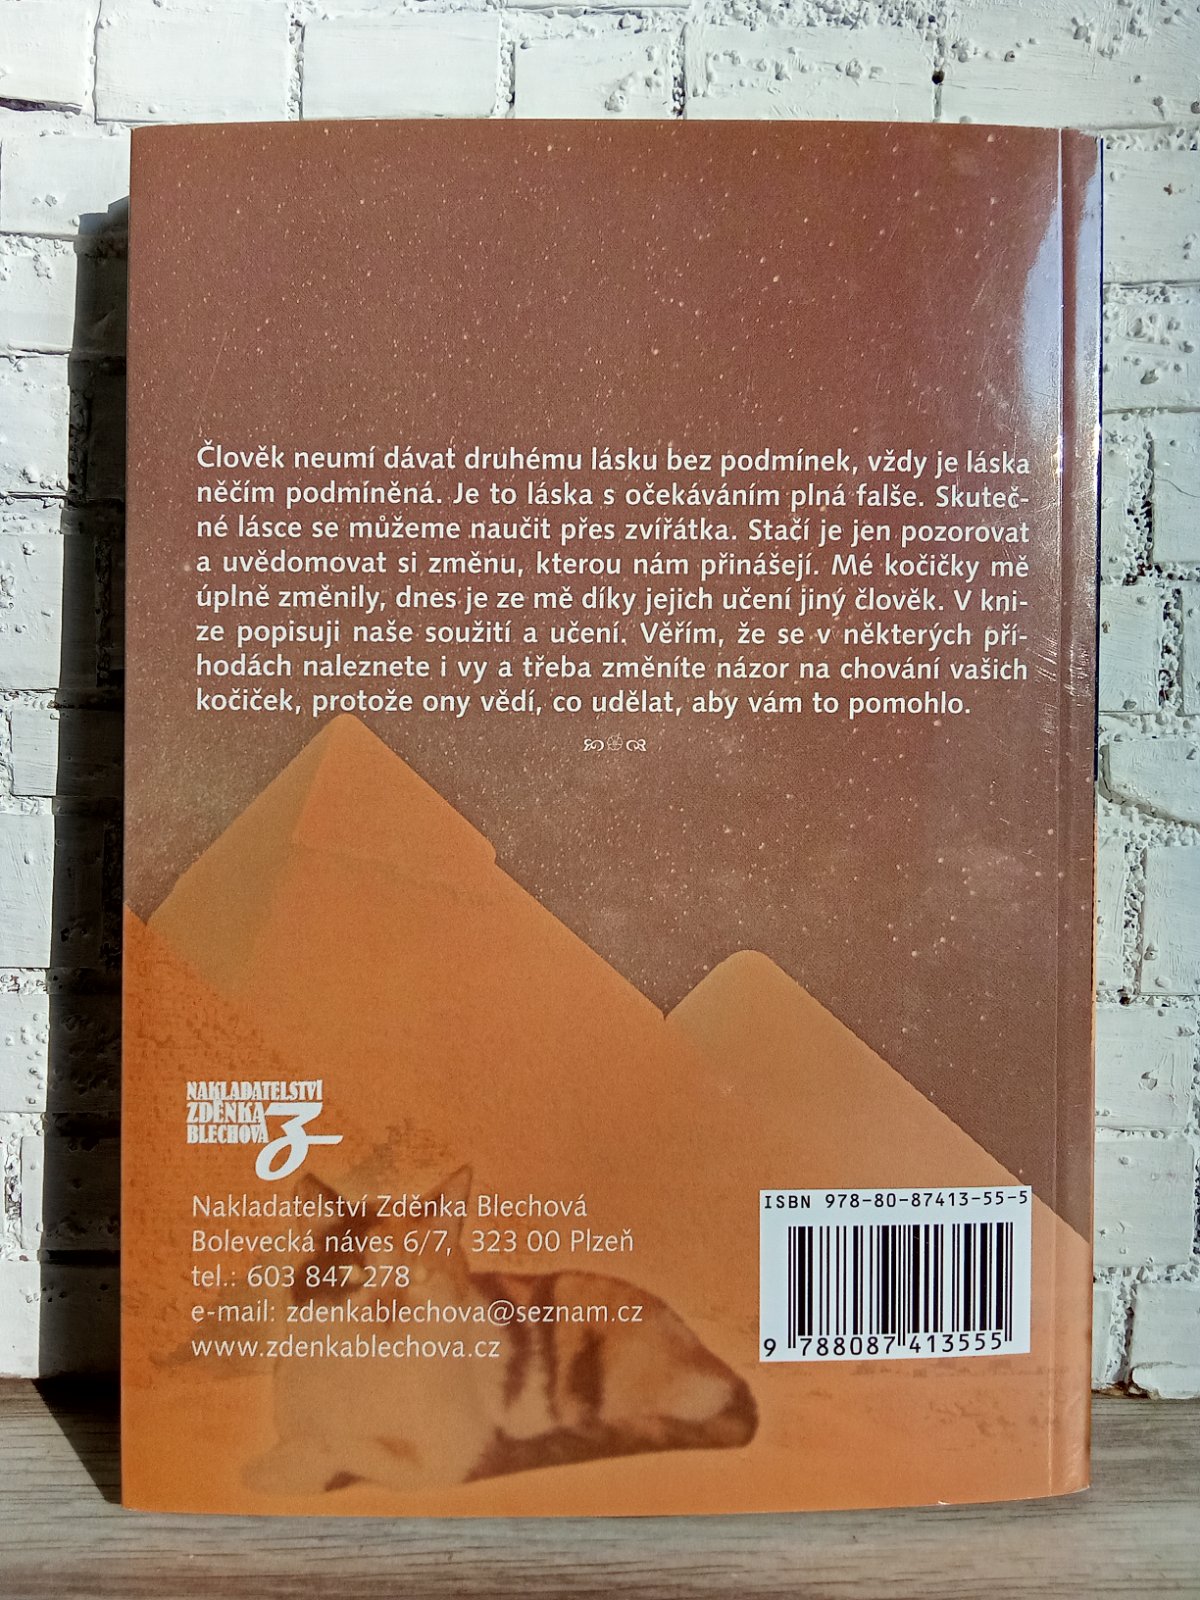 Člověk neumí dávat druhému lásku bez podmínek, vždy je láska
něčím podmíněná. Je to láska s očekáváním plná falše. Skuteč-
né lásce se můžeme naučit přes zvířátka. Stačí je jen pozorovat
a uvědomovat si změnu, kterou nám přinášejí. Mé kočičky mě
úplně změnily, dnes je ze mě díky jejich učení jiný člověk. V kni-
ze popisuji naše soužití a učení. Věřím, že se v některých pří-
hodách naleznete i vy a třeba změníte názor na chování vašich
kočiček, protože ony vědí, co udělat, aby vám to pomohlo.
NAKLADATELSTVÍ
ZDEŇKA
BLECHOVÁ
Nakladatelství Zděnka Blechová
Bolevecká náves 6/7, 323 00 Plzeň
tel.: 603 847 278
e-mail: zdenkablechova@seznam.cz
www.zdenkablechova.cz
ISBN 978-80-87413-55-5
9 788087 413555